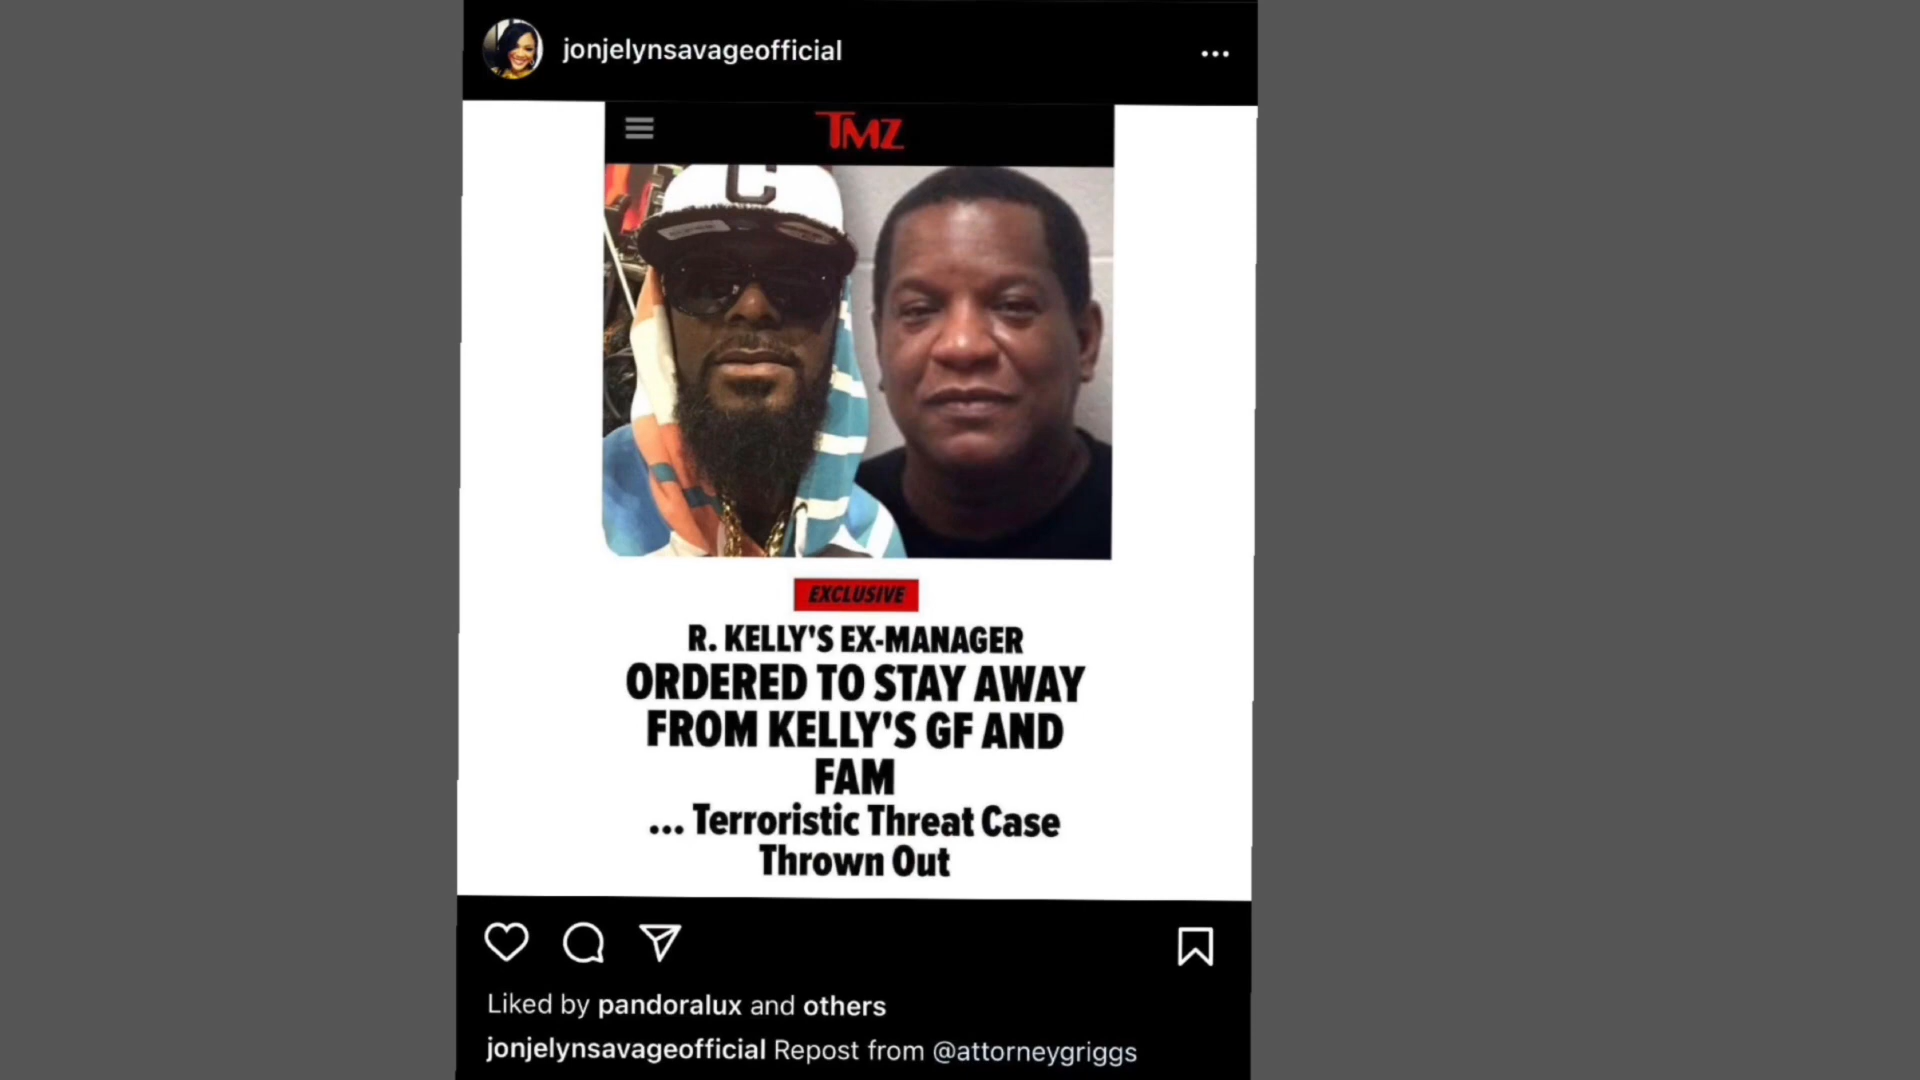 jonjelynsavageofficial
TMZ
C
EXCLUSIVE
R. KELLY'S EX-MANAGER
ORDERED TO STAY AWAY
FROM KELLY'S GF AND
FAM
... Terroristic Threat Case
Thrown Out
Liked by pandoralux and others
jonjelynsavageofficial Repost from @attorneygriggs